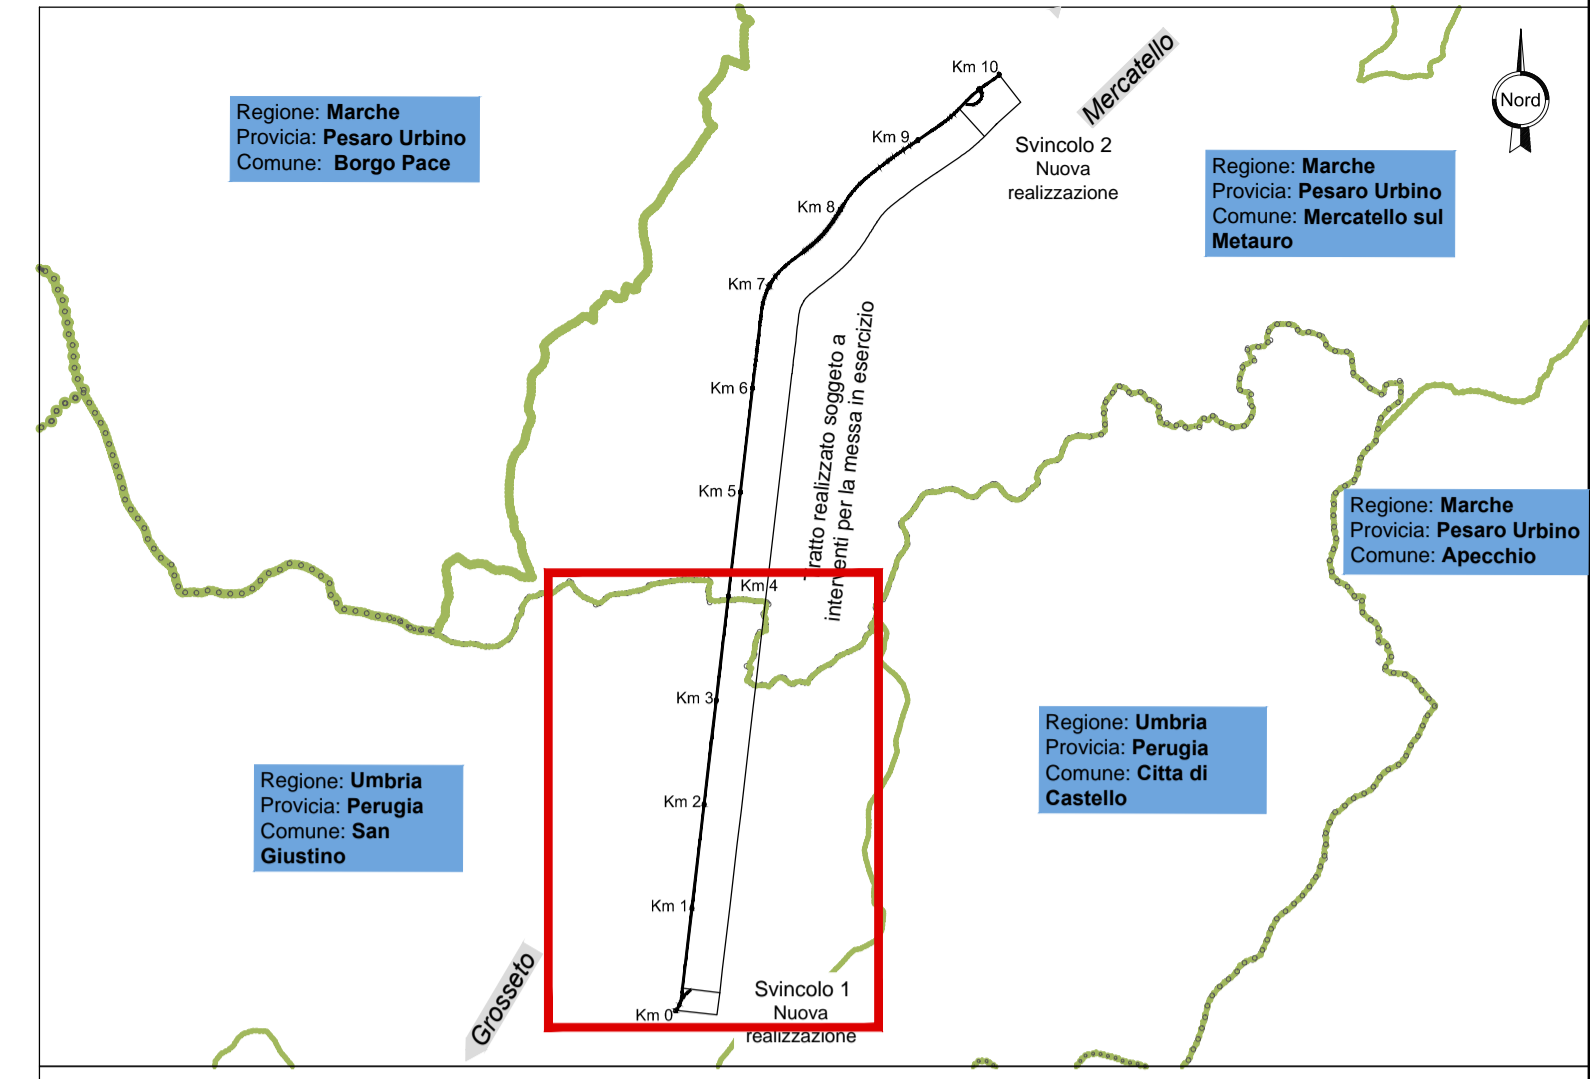 Km 10
Mercatello
Nord
Regione: Marche
Provicia: Pesaro Urbino
Comune: Borgo Pace
Km 9
Svincolo 2
Nuova
realizzazione
Regione: Marche
Provicia: Pesaro Urbino
Comune: Mercatello sul
Metauro
Km 8
Km 7
Tratto realizzato soggeto a
interventi per la messa in esercizio
Km 6
Km 5
Regione: Marche
Provicia: Pesaro Urbino
Comune: Apecchio
Km 4
Km 3
Regione: Umbria
Provicia: Perugia
Comune: Citta di
Castello
Regione: Umbria
Provicia: Perugia
Comune: San
Giustino
Km 2
Km 1
Grosseto
Km 0
Svincolo 1
Nuova
realizzazione